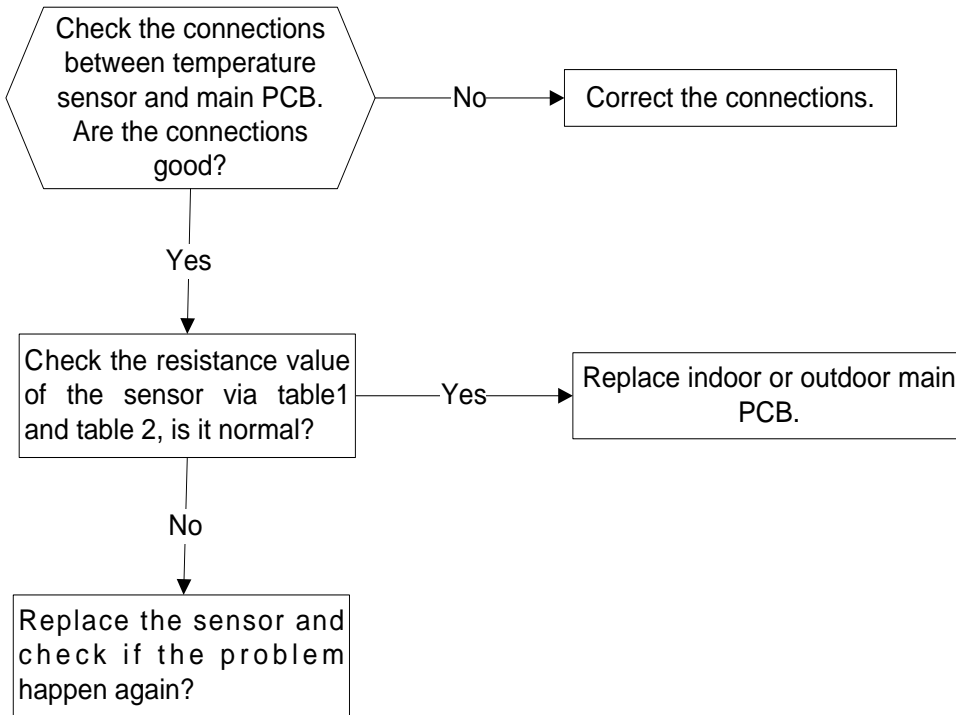 Check the connections
between temperature
sensor and main PCB.
Are the connections
good?
No
Correct the connections.
Yes
Check the resistance value
of the sensor via table1
and table 2, is it normal?
Yes
Replace indoor or outdoor main
PCB.
No
Replace the sensor and
check if the problem
happen again?